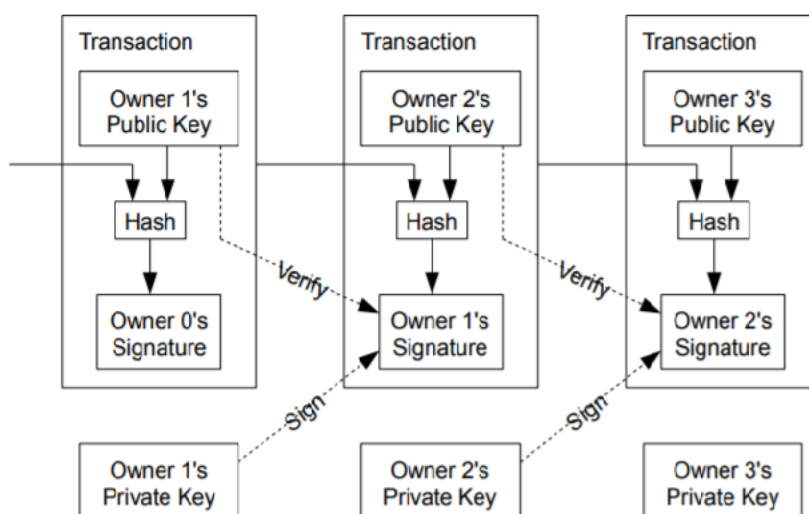 Transaction
Transaction
Transaction
Owner 1's
Public Key
Owner 2's
Public Key
Owner 3's
Public Key
Hash
Hash
Hash
Verify
Verify
Owner 0's
Signature
Owner 1's
Signature
Owner 2's
Signature
Sign
Sign
Owner 1's
Private Key
Owner 2's
Private Key
Owner 3's
Private Key